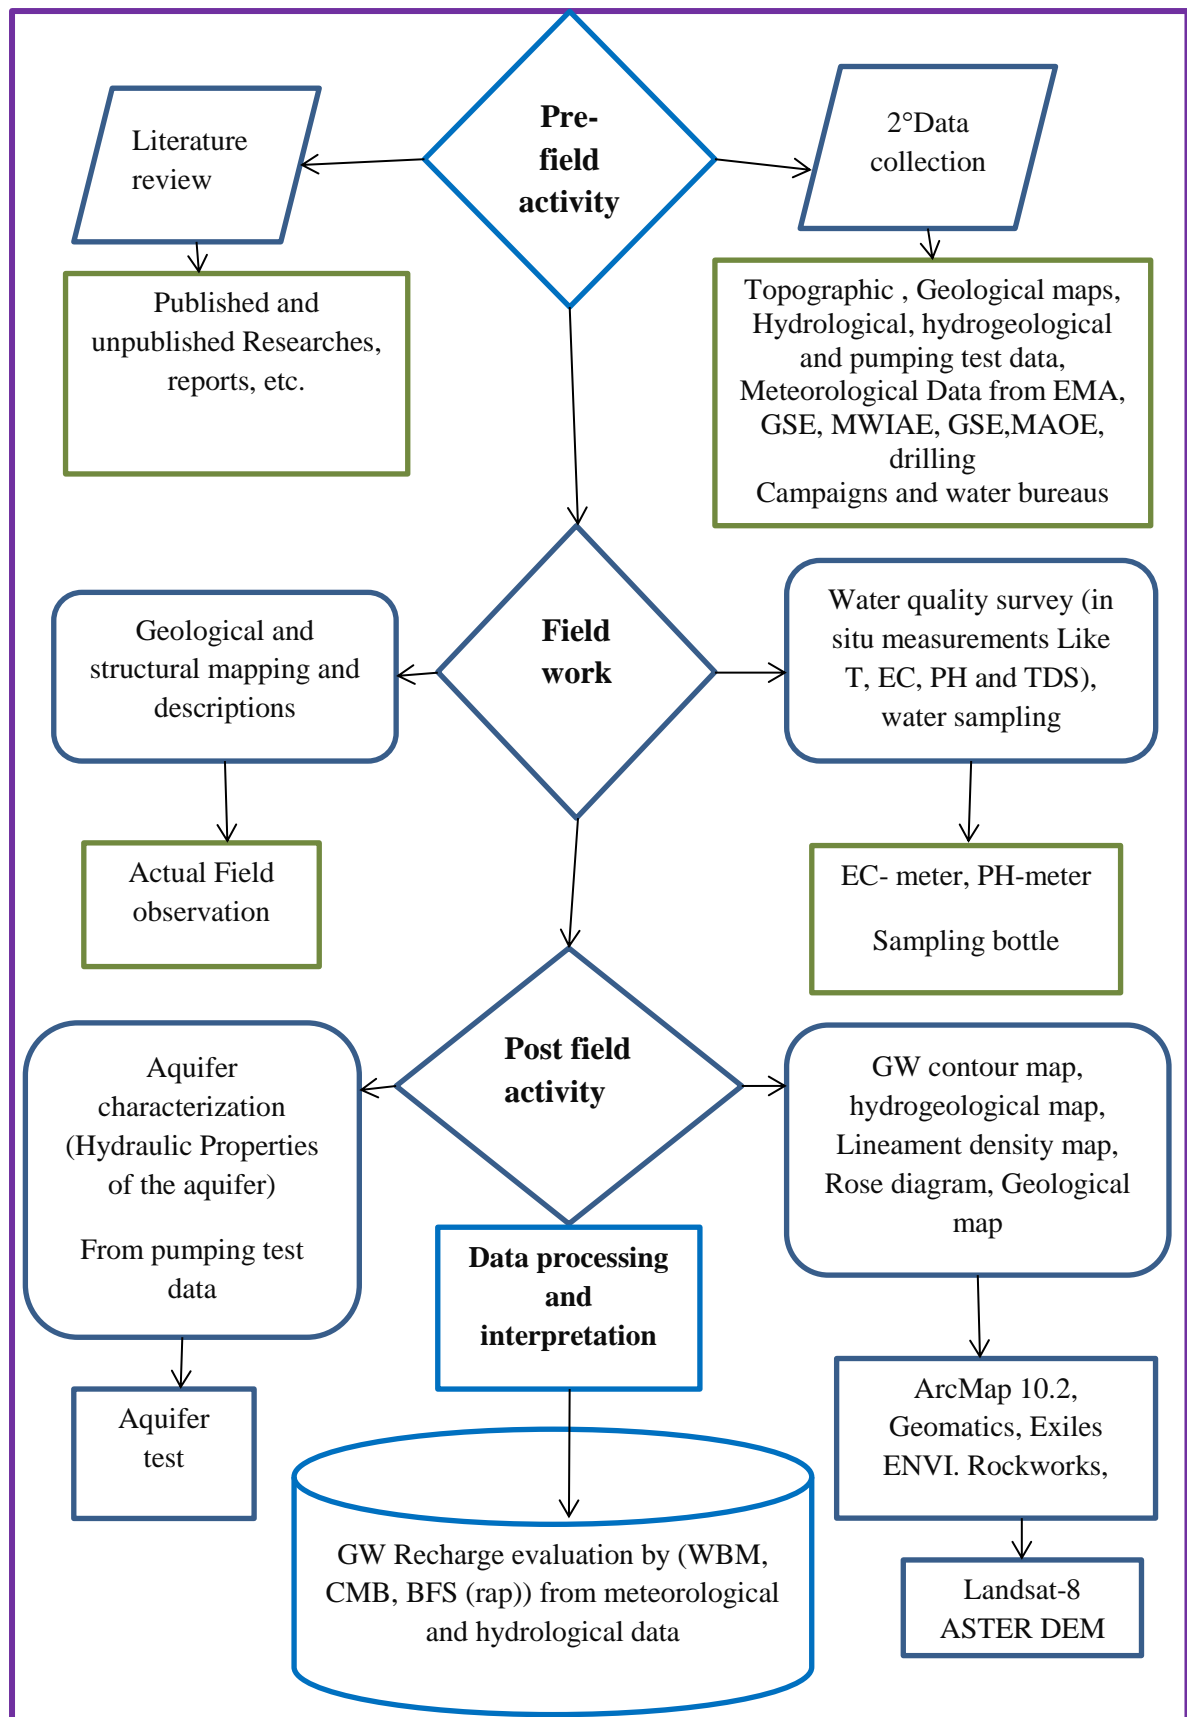 Pre-
field
activity
Literature
review
2°Data
collection
Published and
unpublished Researches,
reports, etc.
Topographic , Geological maps,
Hydrological, hydrogeological
and pumping test data,
Meteorological Data from EMA,
GSE, MWIAE, GSE,MAOE,
drilling
Campaigns and water bureaus
Field
work
Geological and
structural mapping and
descriptions
Water quality survey (in
situ measurements Like
T, EC, PH and TDS),
water sampling
Actual Field
observation
EC- meter, PH-meter
Sampling bottle
Post field
activity
Aquifer
characterization
(Hydraulic Properties
of the aquifer)
From pumping test
data
GW contour map,
hydrogeological map,
Lineament density map,
Rose diagram, Geological
map
Data processing
and
interpretation
Aquifer
test
ArcMap 10.2,
Geomatics, Exiles
ENVI. Rockworks,
GW Recharge evaluation by (WBM,
CMB, BFS (rap)) from meteorological
and hydrological data
Landsat-8
ASTER DEM